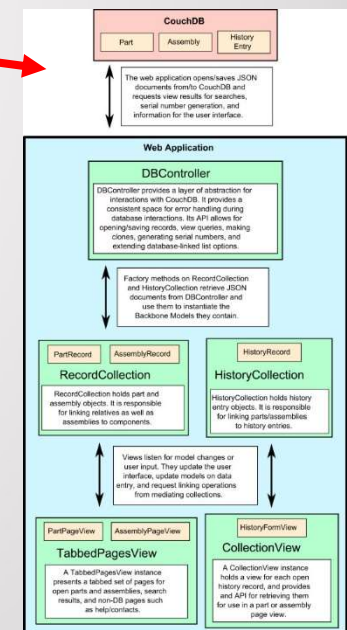 CouchDB
Part
Assembly
History
Entry
The web application opens/saves JSON
documents from/to CouchDB and
requests view results for searches,
serial number generation, and
information for the user interface.
Web Application
DBController
DBController provides a layer of abstraction for
interactions with CouchDB. It provides a
consistent space for error handling during
database interactions. Its API allows for
opening/saving records, view queries, making
clones, generating serial numbers, and
extending database-linked list options.
Factory methods on RecordCollection
and HistoryCollection retrieve JSON
documents from DBController and
use them to instantiate the
Backbone Models they contain.
PartRecord
AssemblyRecord
RecordCollection
RecordCollection holds part and
assembly objects. It is responsible
for linking relatives as well as
assemblies to components.
HistoryRecord
HistoryCollection
HistoryCollection holds history
entry objects. It is responsible
for linking parts/assemblies
to history entries.
Views listen for model changes or
user input. They update the user
interface, update models on data
entry, and request linking operations
from mediating collections.
PartPageView
AssemblyPageView
TabbedPagesView
A TabbedPagesView instance
presents a tabbed set of pages for
open parts and assemblies, search
results, and non-DB pages such
as help/contacts.
HistoryFormView
CollectionView
A CollectionView instance
holds a view for each open
history record, and provides
and API for retrieving them
for use in a part or assembly
page view.